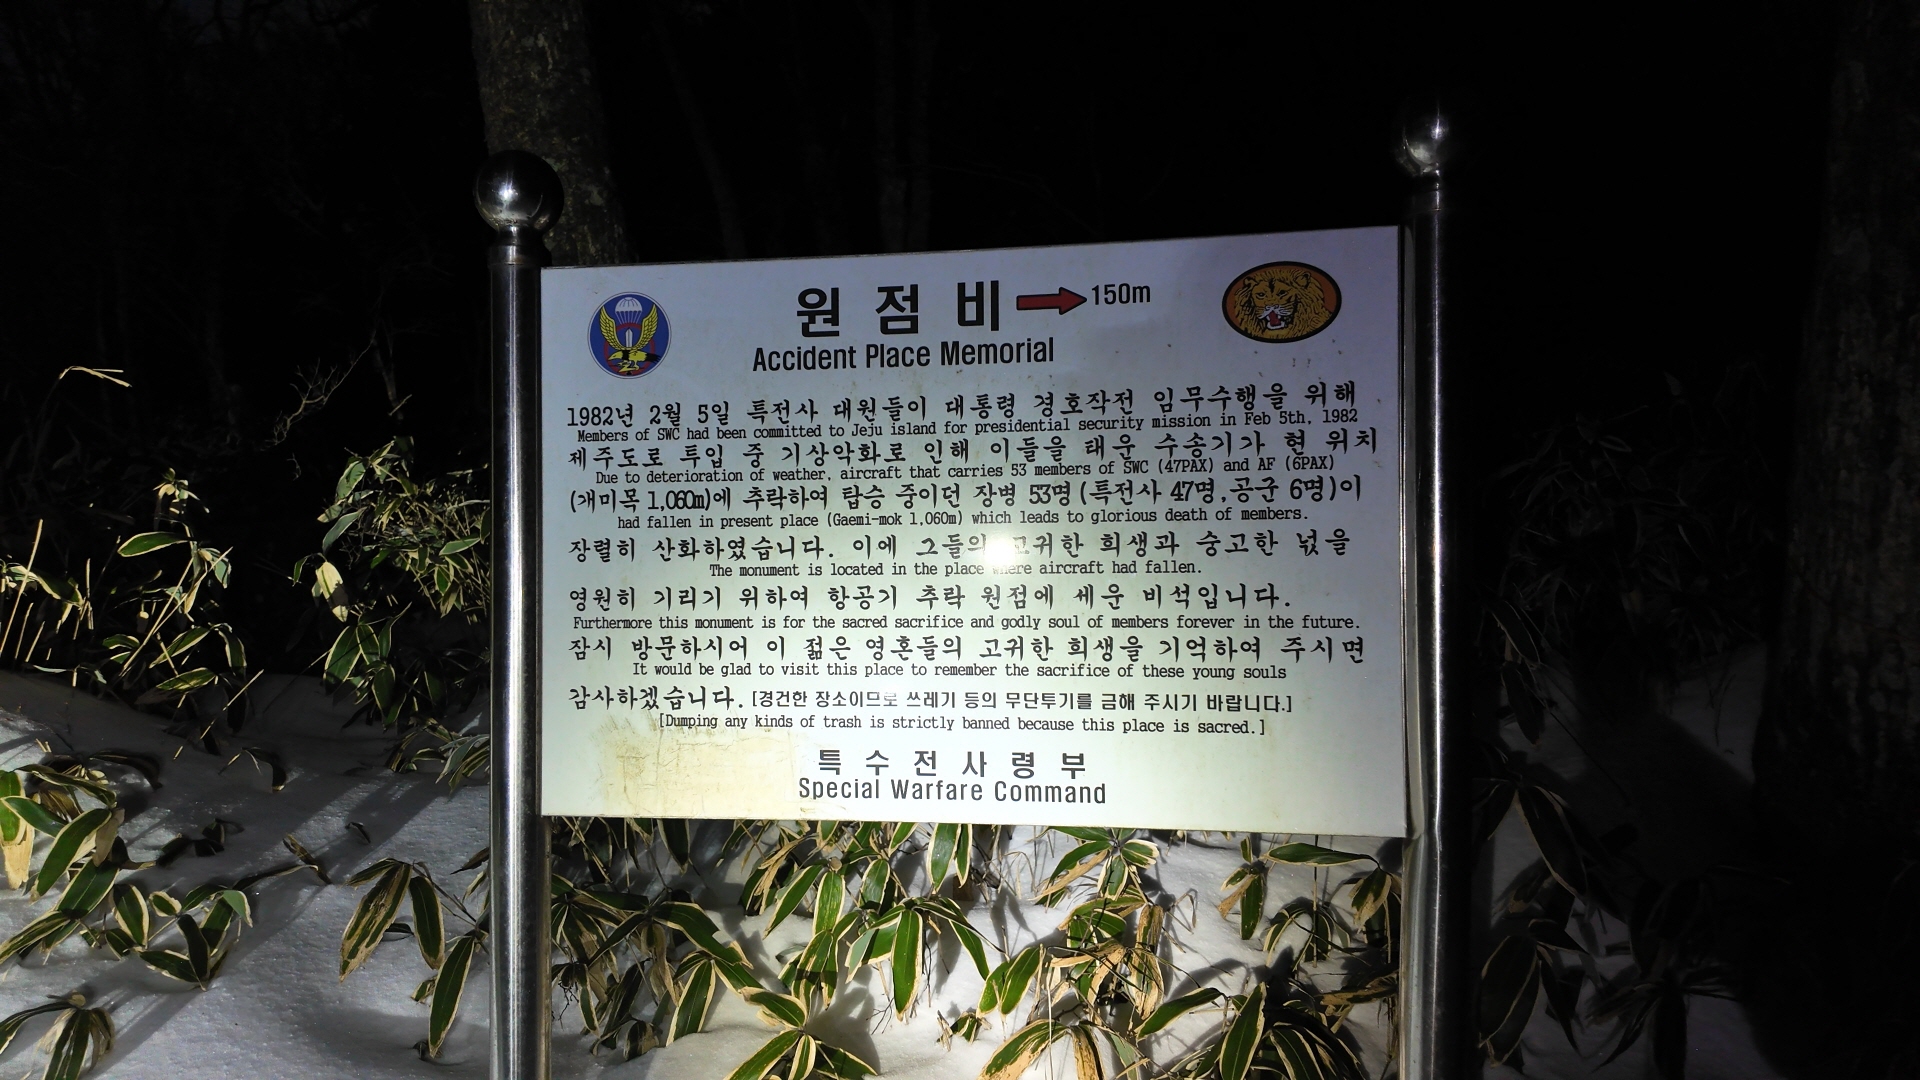 원점비 150m
Accident Place Memorial
1982년 2월 5일 특전사 대원들이 대통령 경호작전 임무수행을 위해
Members of SWC had been committed to Jeju island for presidential security mission in Feb 5th, 1982
제주도로 투입 중 기상악화로 인해 이들을 태운 수송기가 현 위치
Due to deterioration of weather, aircraft that carries 53 members of SWC (47PAX) and AF (6PAX)
(개미목 1,060m)에 추락하여 탑승 중이던 장병 53명(특전사 47명,공군 6명)이
had fallen in present place (Gaemi-mok 1,060m) which leads to glorious death of members.
장렬히 산화하였습니다. 이에 그들의 고귀한 희생과 숭고한 넋을
The monument is located in the place where aircraft had fallen.
영원히 기리기 위하여 항공기 추락 원점에 세운 비석입니다.
Furthermore this monument is for the sacred sacrifice and godly soul of members forever in the future.
잠시 방문하시어 이 젊은 영혼들의 고귀한 희생을 기억하여 주시면
It would be glad to visit this place to remember the sacrifice of these young souls
감사하겠습니다. [경건한 장소이므로 쓰레기 등의 무단투기를 금해 주시기 바랍니다.]
[Dumping any kinds of trash is strictly banned because this place is sacred.]
특수전사령부
Special Warfare Command